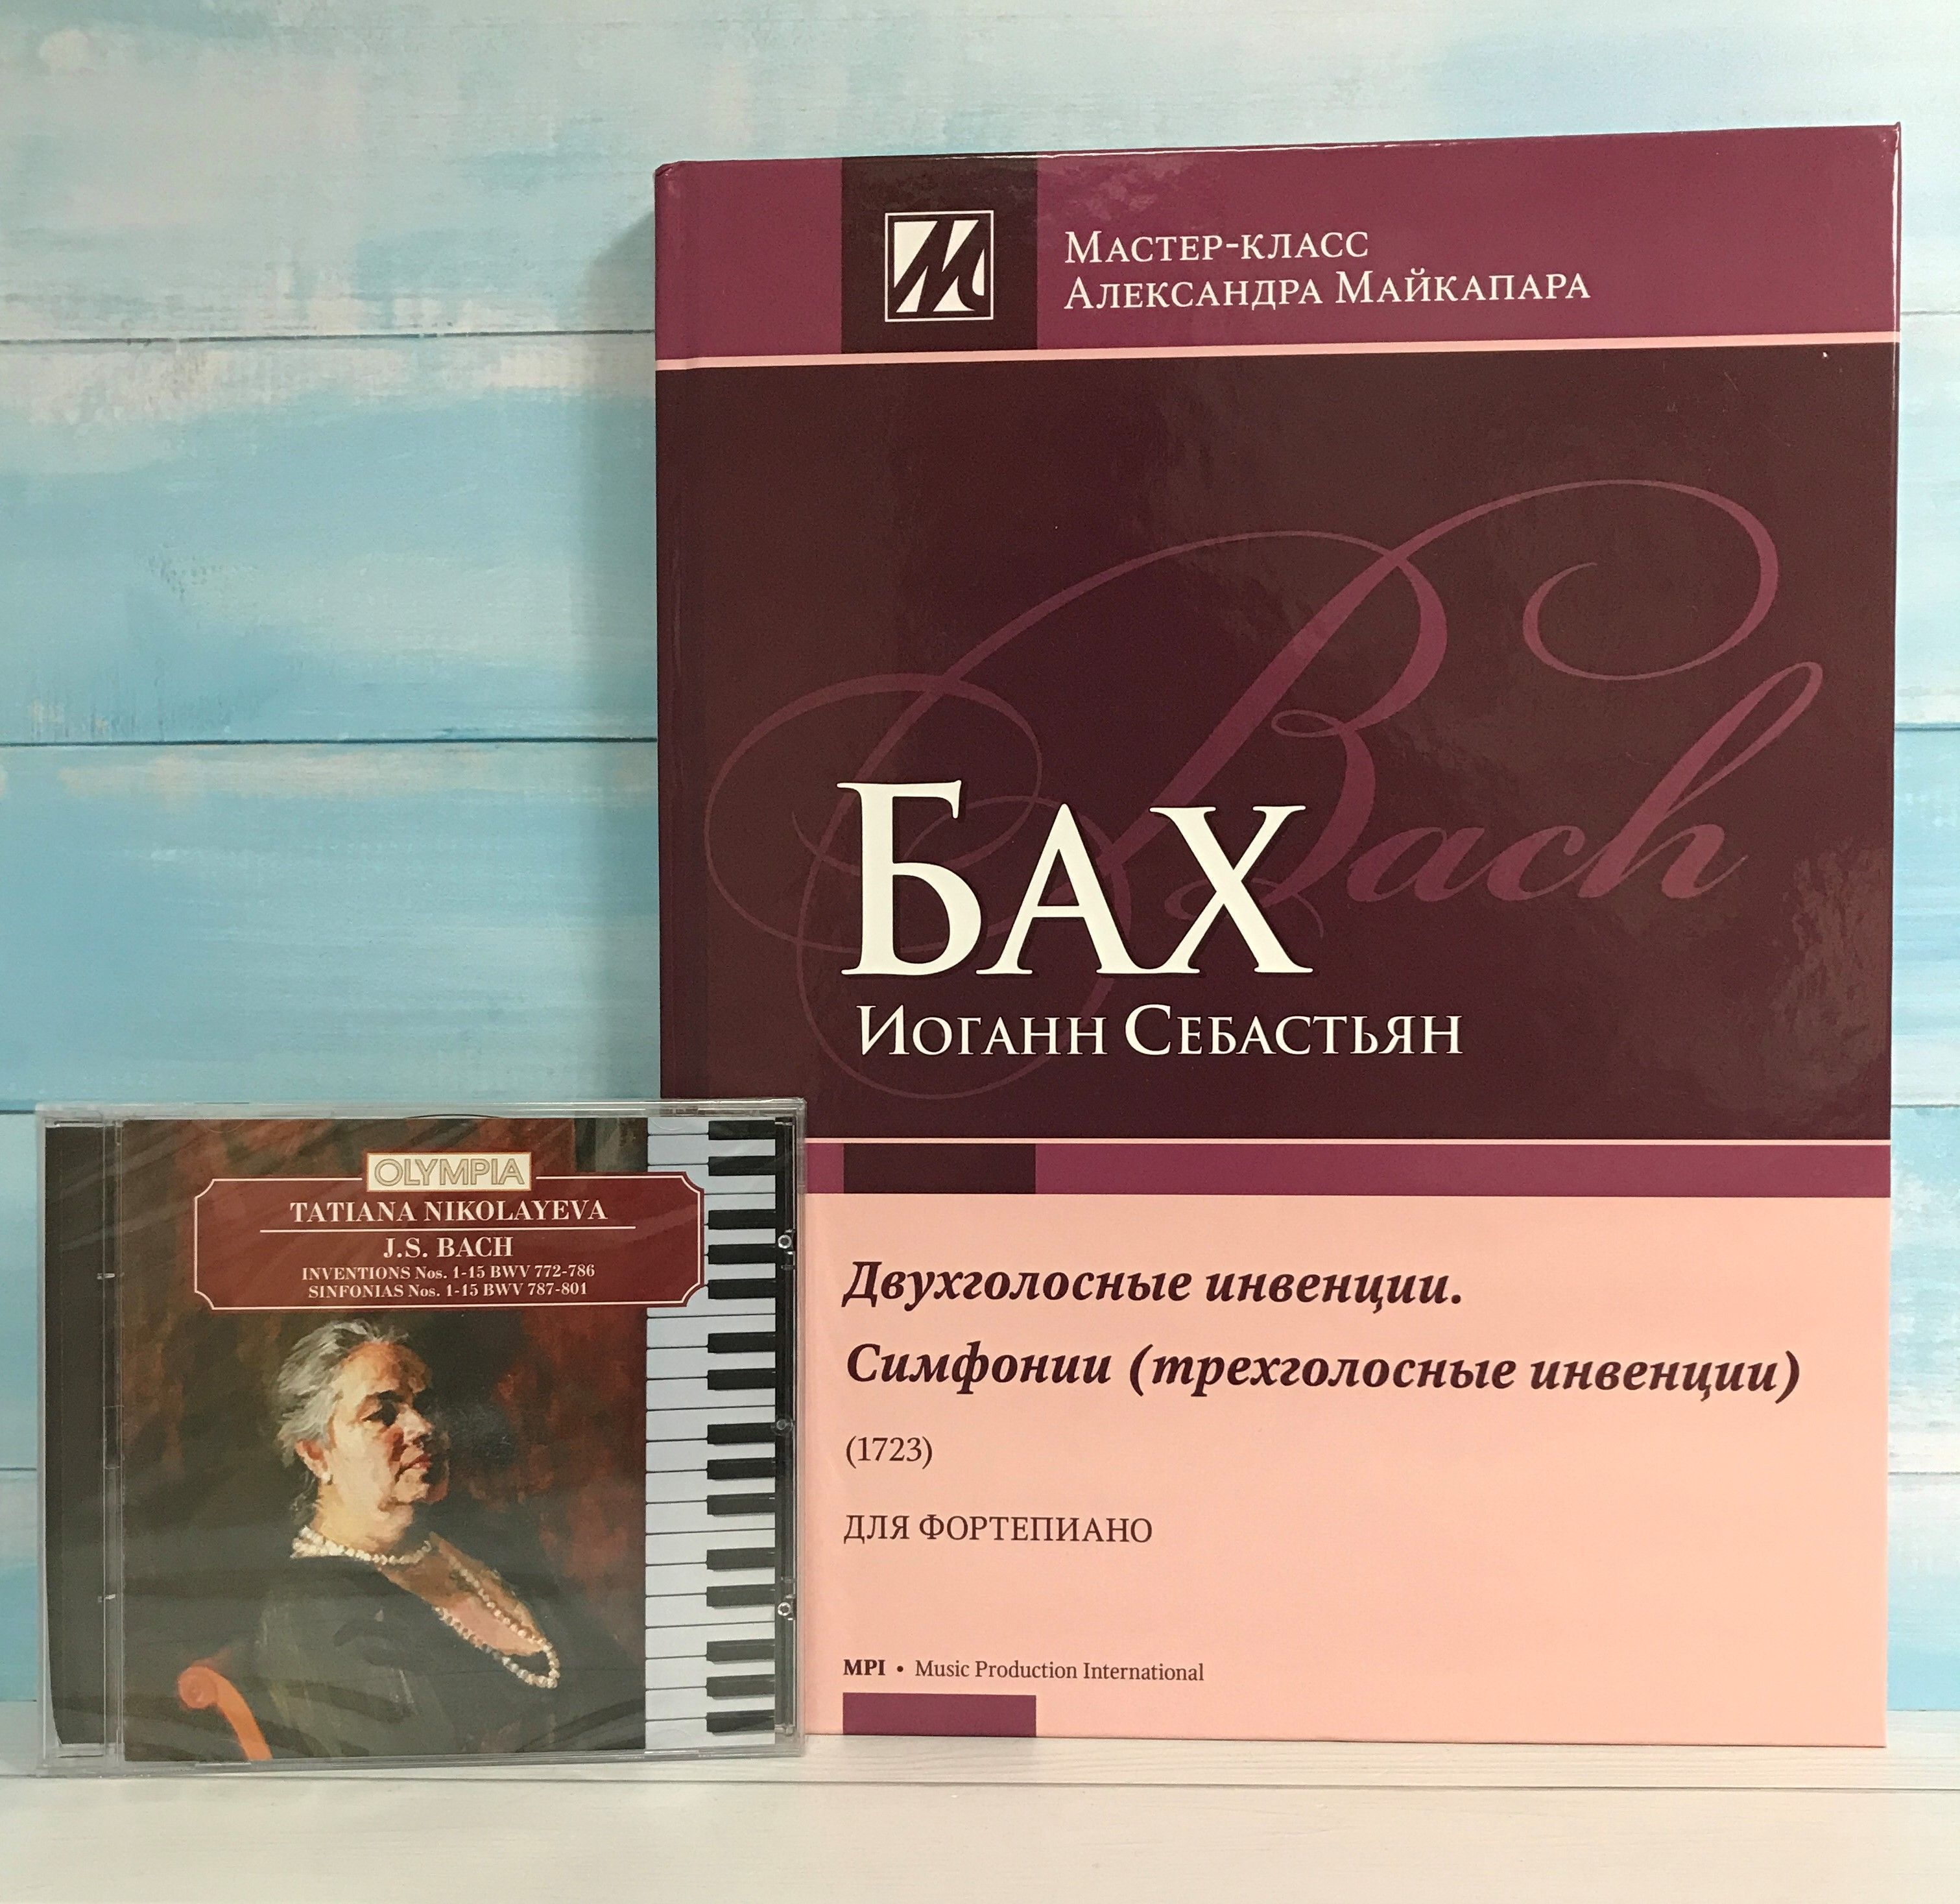 М
Мастер-класс
Александра Майкапара
Bach
Бах
Иоганн Себастьян
Двухголосные инвенции.
Симфонии (трехголосные инвенции)
(1723)
ДЛЯ ФОРТЕПИАНО
MPI • Music Production International
OLYMPIA
TATIANA NIKOLAYEVA
J.S. BACH
INVENTIONS Nos. 1-15 BWV 772-786
SINFONIAS Nos. 1-15 BWV 787-801